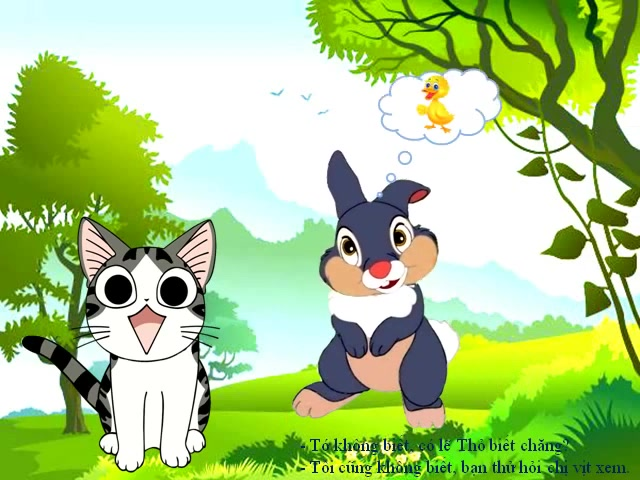 - Tớ không biết, có lẽ Thỏ biết chăng?
- Tôi cũng không biết, bạn thử hỏi chị vịt xem.